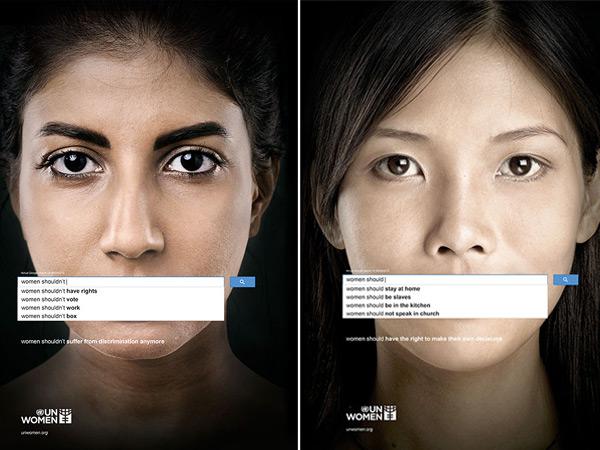 women shouldn't
women shouldn't have rights
women shouldn't vote
women shouldn't work
women shouldn't box
women shouldn't suffer from discrimination anymore
UN
WOMEN
unwomen.org
women should
women should stay at home
women should be slaves
women should be in the kitchen
women should not speak in church
women should have the right to make their own decisions
UN
WOMEN
unwomen.org